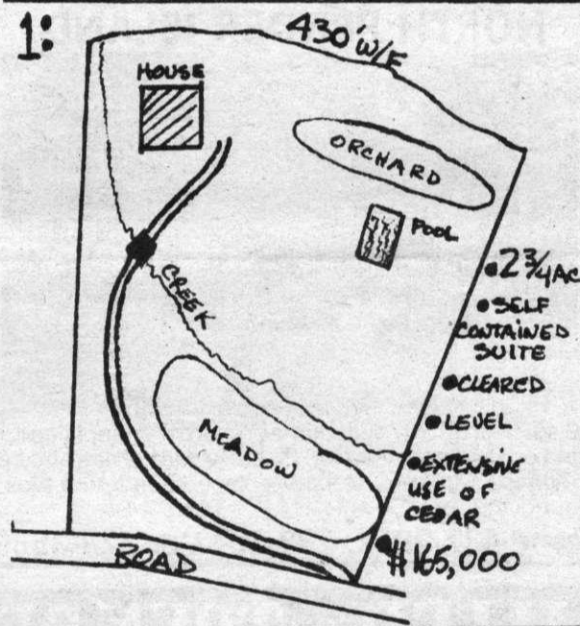 1:
430' W/F
HOUSE
ORCHARD
POOL
CREEK
MEADOW
ROAD
•2¾AC
•SELF
CONTAINED
SUITE
•CLEARED
•LEVEL
•EXTENSIVE
USE OF
CEDAR
•$165,000